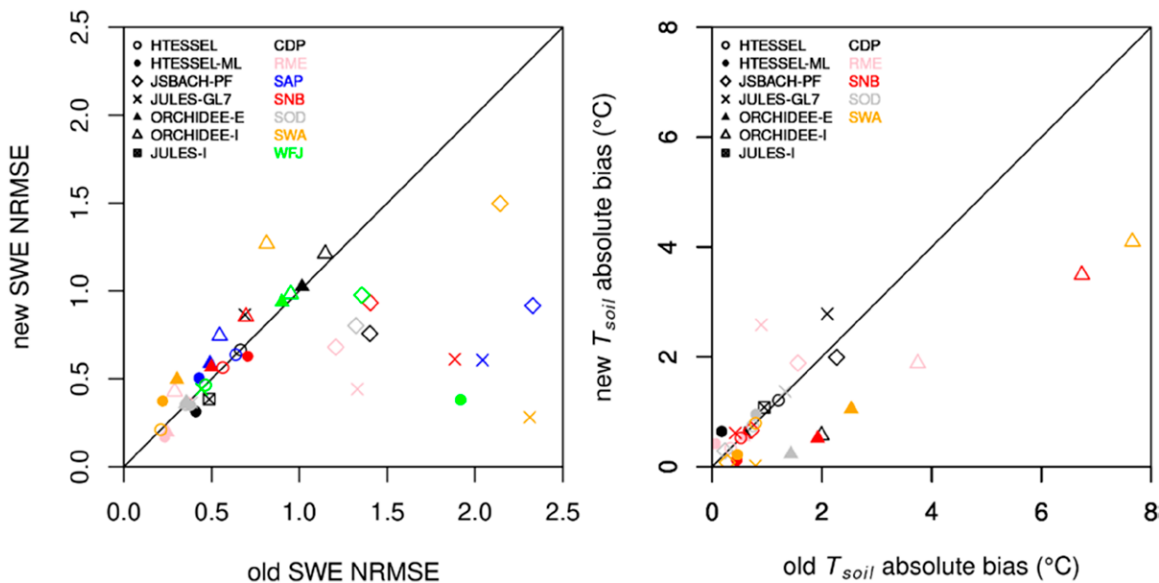 2.5
2.0
1.5
1.0
0.5
0.0
new SWE NRMSE
HTESSEL CDP
HTESSEL-ML RME
JSBACH-PF SAP
JULES-GL7 SNB
ORCHIDEE-E SOD
ORCHIDEE-I SWA
JULES-I WFJ
0.0 0.5 1.0 1.5 2.0 2.5
old SWE NRMSE
8
6
4
2
0
new Tsoil absolute bias (°C)
HTESSEL CDP
HTESSEL-ML RME
JSBACH-PF SNB
JULES-GL7 SOD
ORCHIDEE-E SWA
ORCHIDEE-I
JULES-I
0 2 4 6 8
old Tsoil absolute bias (°C)